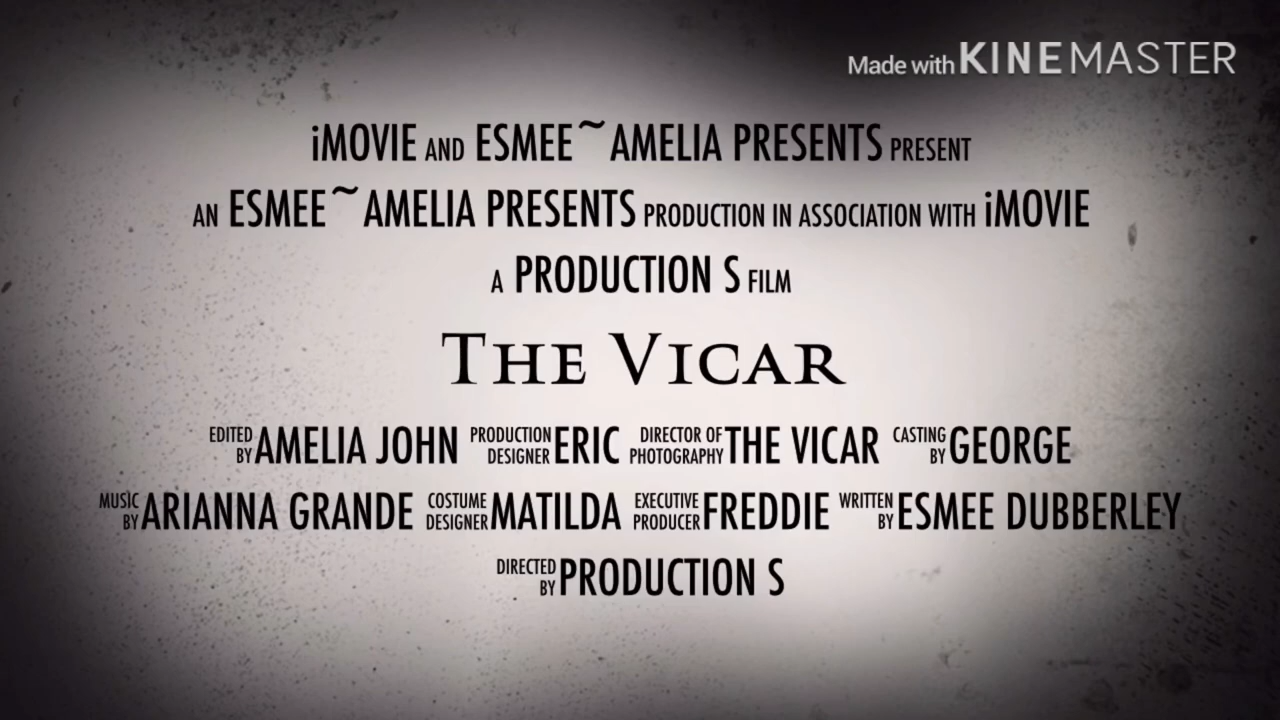 Made with KINEMASTER
iMOVIE AND ESMEE~AMELIA PRESENTS PRESENT
AN ESMEE~AMELIA PRESENTS PRODUCTION IN ASSOCIATION WITH iMOVIE
A PRODUCTION S FILM
THE VICAR
EDITED BY AMELIA JOHN PRODUCTION DESIGNER ERIC DIRECTOR OF PHOTOGRAPHY THE VICAR CASTING BY GEORGE
MUSIC BY ARIANNA GRANDE COSTUME DESIGNER MATILDA EXECUTIVE PRODUCER FREDDIE WRITTEN BY ESMEE DUBBERLEY
DIRECTED BY PRODUCTION S